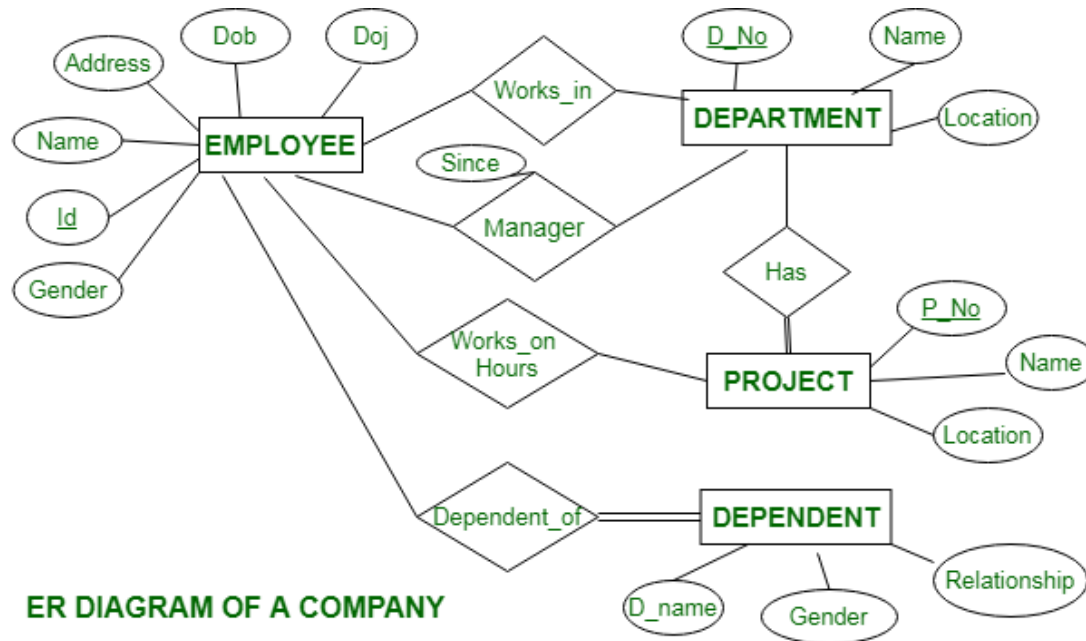 Dob
Doj
D_No
Name
Address
Works_in
DEPARTMENT
Location
Name
EMPLOYEE
Since
Id
Manager
Gender
Has
P_No
Works_on
Hours
PROJECT
Name
Location
Dependent_of
DEPENDENT
D_name
Gender
Relationship
ER DIAGRAM OF A COMPANY